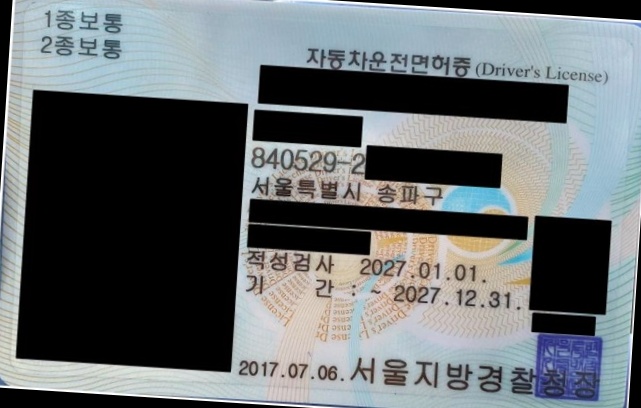 1종보통
2종보통
자동차운전면허증 (Driver's License)
840529-2
서울특별시 송파구
적성검사 2027.01.01.
기 간 : ~ 2027.12.31.
2017.07.06. 서울지방경찰청장